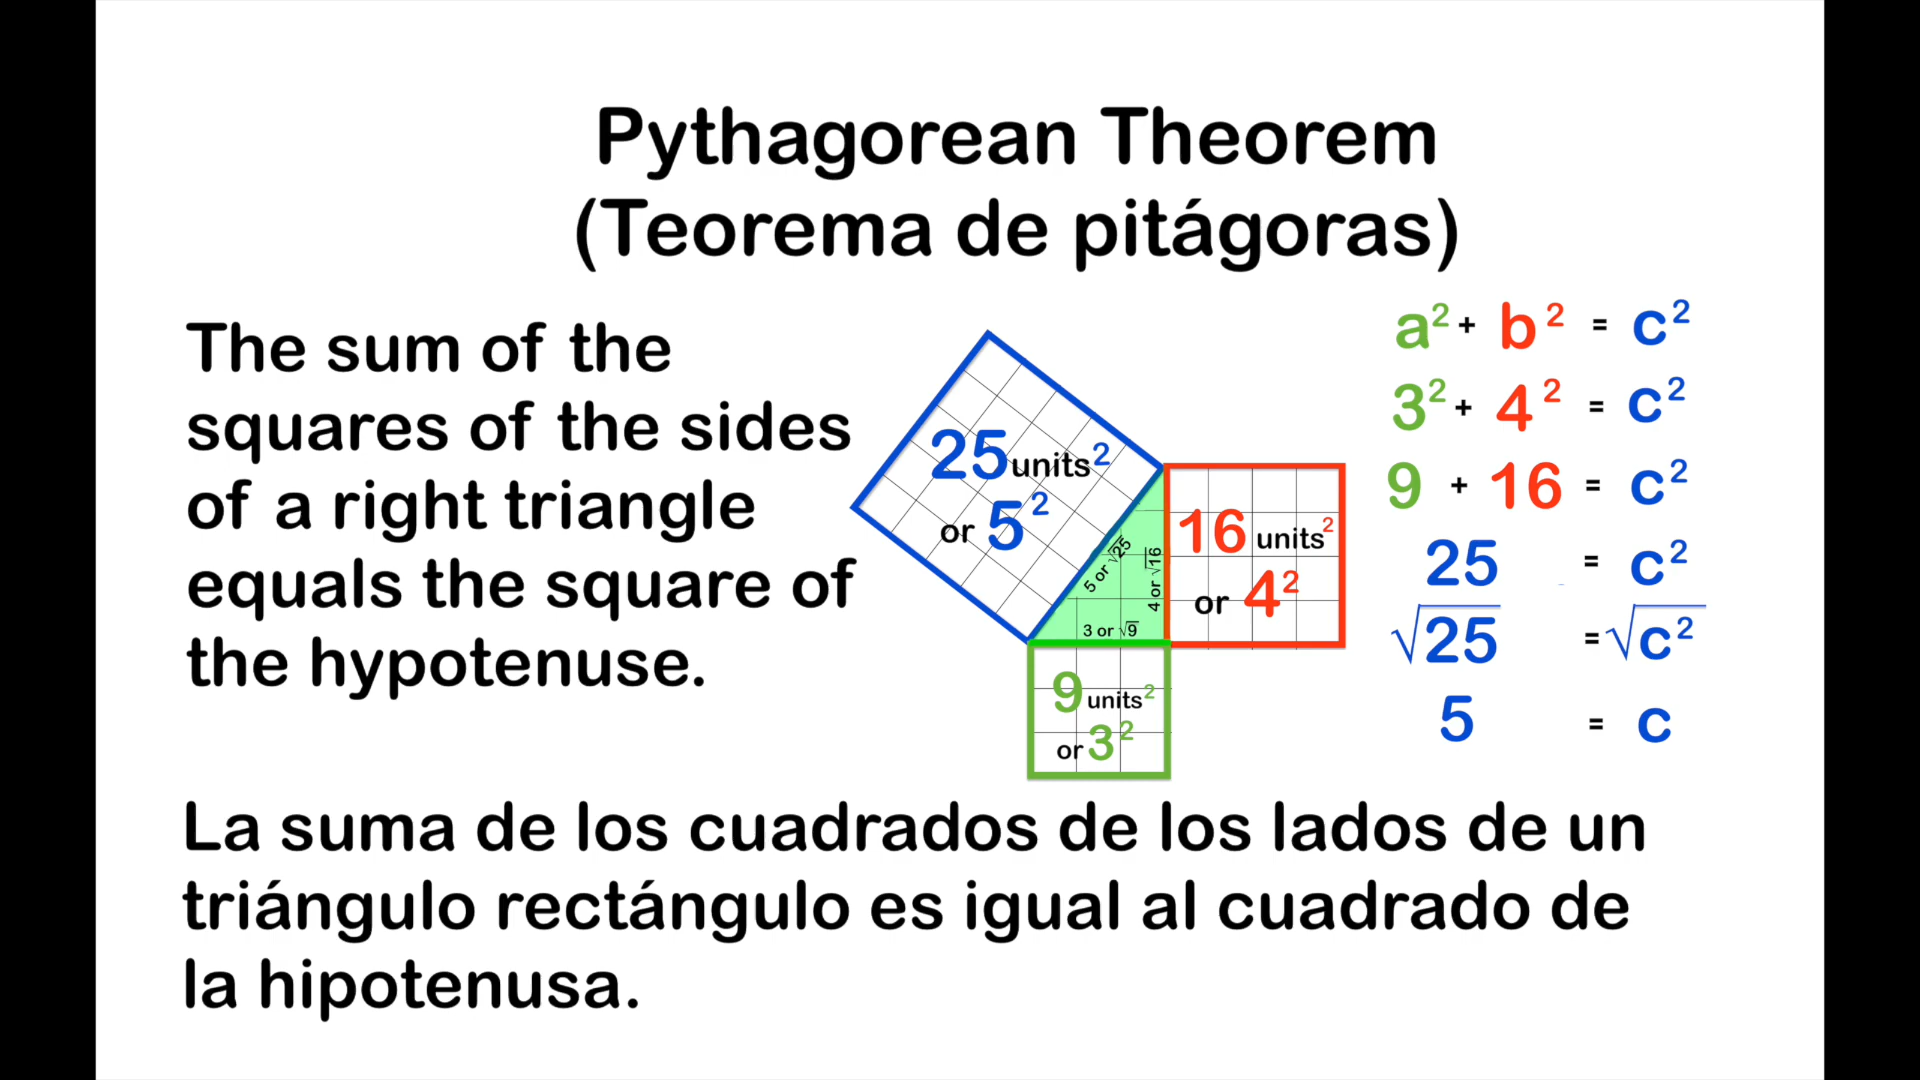 Pythagorean Theorem
(Teorema de pitágoras)
The sum of the
squares of the sides
of a right triangle
equals the square of
the hypotenuse.
25 units²
or 5²
5 or √25
4 or √16
3 or √9
16 units²
or 4²
9 units²
or 3²
a² + b² = c²
3² + 4² = c²
9 + 16 = c²
25 = c²
√25 = √c²
5 = c
La suma de los cuadrados de los lados de un
triángulo rectángulo es igual al cuadrado de
la hipotenusa.